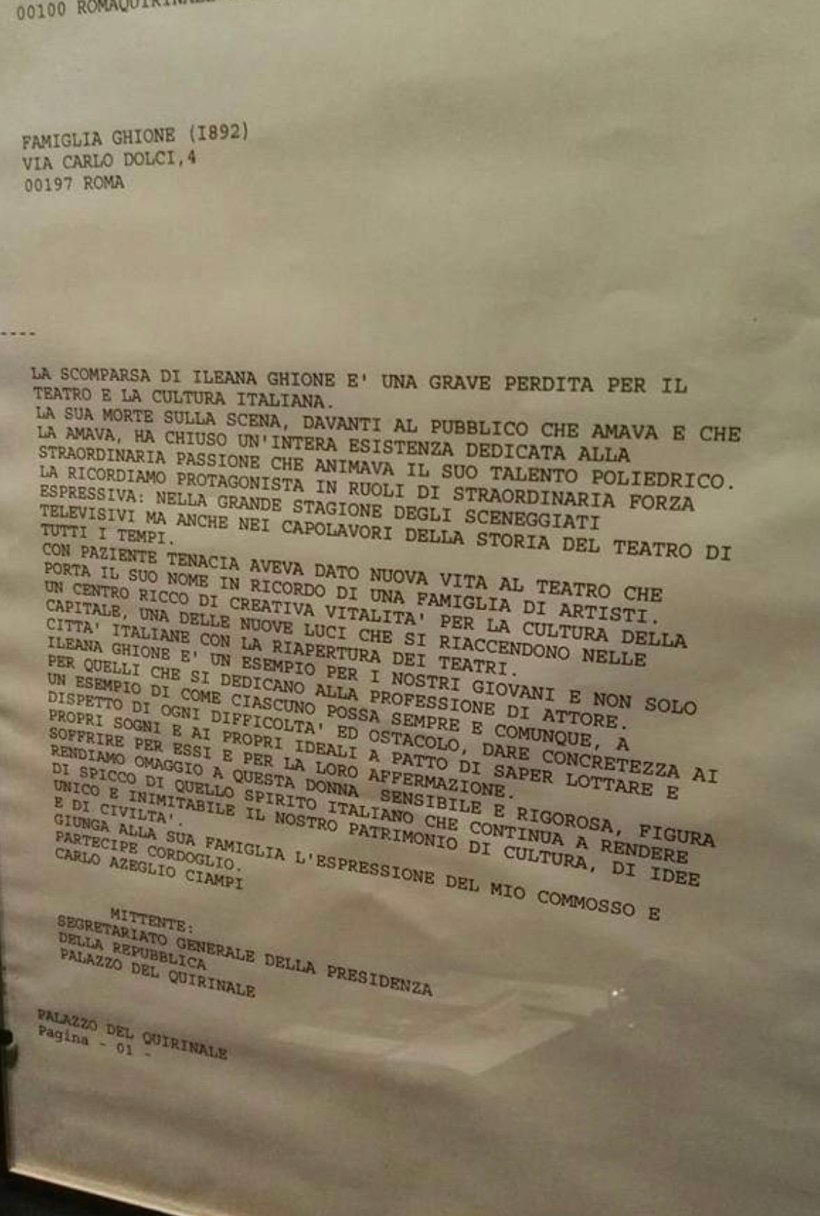 00100 ROMAQUIRINALE
FAMIGLIA GHIONE (I892)
VIA CARLO DOLCI,4
00197 ROMA
----
LA SCOMPARSA DI ILEANA GHIONE E' UNA GRAVE PERDITA PER IL
TEATRO E LA CULTURA ITALIANA.
LA SUA MORTE SULLA SCENA, DAVANTI AL PUBBLICO CHE AMAVA E CHE
LA AMAVA, HA CHIUSO UN'INTERA ESISTENZA DEDICATA ALLA
STRAORDINARIA PASSIONE CHE ANIMAVA IL SUO TALENTO POLIEDRICO.
LA RICORDIAMO PROTAGONISTA IN RUOLI DI STRAORDINARIA FORZA
ESPRESSIVA: NELLA GRANDE STAGIONE DEGLI SCENEGGIATI
TELEVISIVI MA ANCHE NEI CAPOLAVORI DELLA STORIA DEL TEATRO DI
TUTTI I TEMPI.
CON PAZIENTE TENACIA AVEVA DATO NUOVA VITA AL TEATRO CHE
PORTA IL SUO NOME IN RICORDO DI UNA FAMIGLIA DI ARTISTI.
UN CENTRO RICCO DI CREATIVA VITALITA' PER LA CULTURA DELLA
CAPITALE, UNA DELLE NUOVE LUCI CHE SI RIACCENDONO NELLE
CITTA' ITALIANE CON LA RIAPERTURA DEI TEATRI.
ILEANA GHIONE E' UN ESEMPIO PER I NOSTRI GIOVANI E NON SOLO
PER QUELLI CHE SI DEDICANO ALLA PROFESSIONE DI ATTORE.
UN ESEMPIO DI COME CIASCUNO POSSA SEMPRE E COMUNQUE, A
DISPETTO DI OGNI DIFFICOLTA' ED OSTACOLO, DARE CONCRETEZZA AI
PROPRI SOGNI E AI PROPRI IDEALI A PATTO DI SAPER LOTTARE E
SOFFRIRE PER ESSI E PER LA LORO AFFERMAZIONE.
RENDIAMO OMAGGIO A QUESTA DONNA SENSIBILE E RIGOROSA, FIGURA
DI SPICCO DI QUELLO SPIRITO ITALIANO CHE CONTINUA A RENDERE
UNICO E INIMITABILE IL NOSTRO PATRIMONIO DI CULTURA, DI IDEE
E DI CIVILTA'.
GIUNGA ALLA SUA FAMIGLIA L'ESPRESSIONE DEL MIO COMMOSSO E
PARTECIPE CORDOGLIO.
CARLO AZEGLIO CIAMPI
MITTENTE:
SEGRETARIATO GENERALE DELLA PRESIDENZA
DELLA REPUBBLICA
PALAZZO DEL QUIRINALE
PALAZZO DEL QUIRINALE
Pagina - 01 -